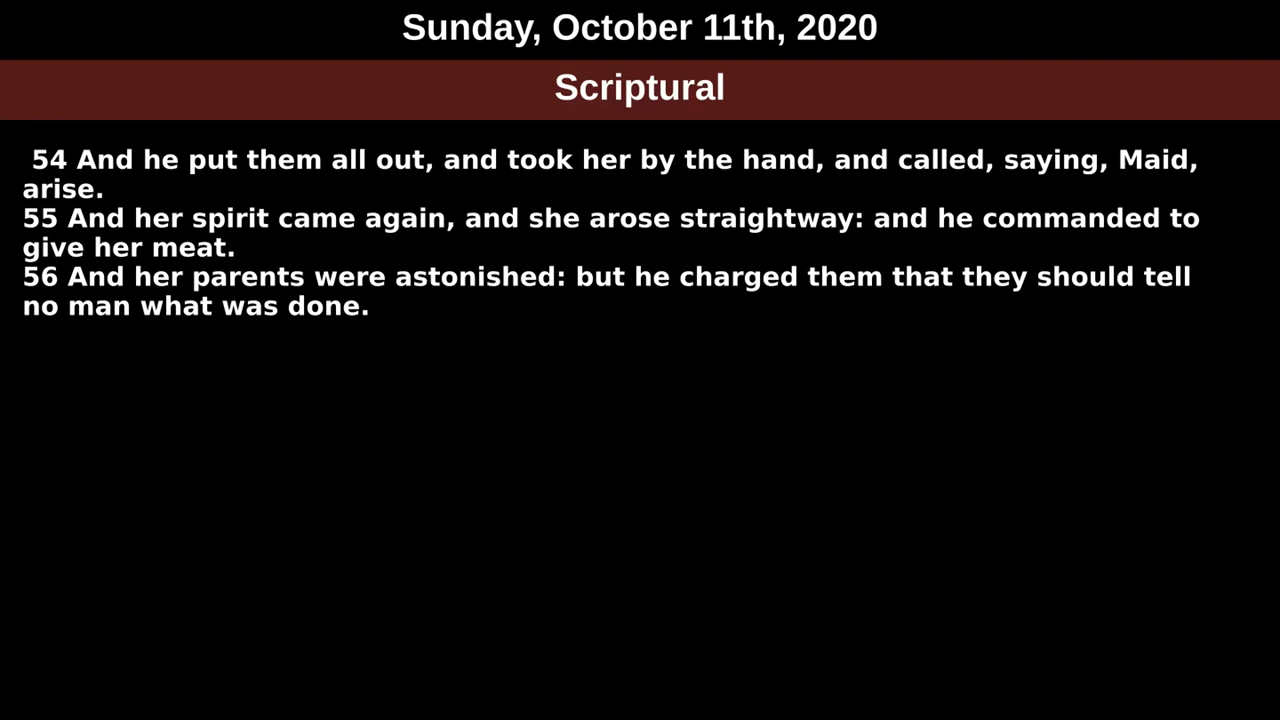 Sunday, October 11th, 2020
Scriptural
54 And he put them all out, and took her by the hand, and called, saying, Maid,
arise.
55 And her spirit came again, and she arose straightway: and he commanded to
give her meat.
56 And her parents were astonished: but he charged them that they should tell
no man what was done.